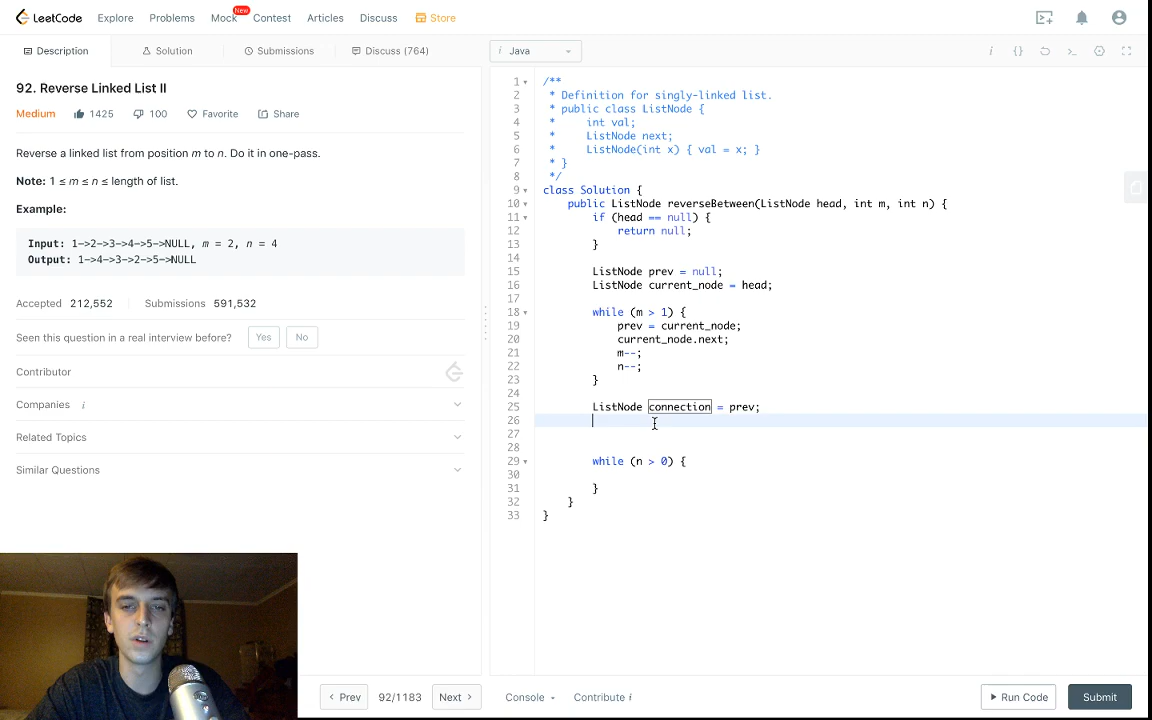 LeetCode
Explore
Problems
Mock
New
Contest
Articles
Discuss
Store
Description
Solution
Submissions
Discuss (764)
i Java
i {}
92. Reverse Linked List II
Medium 1425 100 Favorite Share
Reverse a linked list from position m to n. Do it in one-pass.
Note: 1 ≤ m ≤ n ≤ length of list.
Example:
Input: 1->2->3->4->5->NULL, m = 2, n = 4
Output: 1->4->3->2->5->NULL
Accepted 212,552 Submissions 591,532
Seen this question in a real interview before? Yes No
Contributor
Companies i
Related Topics
Similar Questions
1 /**
2 * Definition for singly-linked list.
3 * public class ListNode {
4 * int val;
5 * ListNode next;
6 * ListNode(int x) { val = x; }
7 * }
8 */
9 class Solution {
10 public ListNode reverseBetween(ListNode head, int m, int n) {
11 if (head == null) {
12 return null;
13 }
14
15 ListNode prev = null;
16 ListNode current_node = head;
17
18 while (m > 1) {
19 prev = current_node;
20 current_node.next;
21 m--;
22 n--;
23 }
24
25 ListNode connection = prev;
26
27
28
29 while (n > 0) {
30
31 }
32 }
33 }
Prev 92/1183 Next
Console Contribute i
Run Code Submit